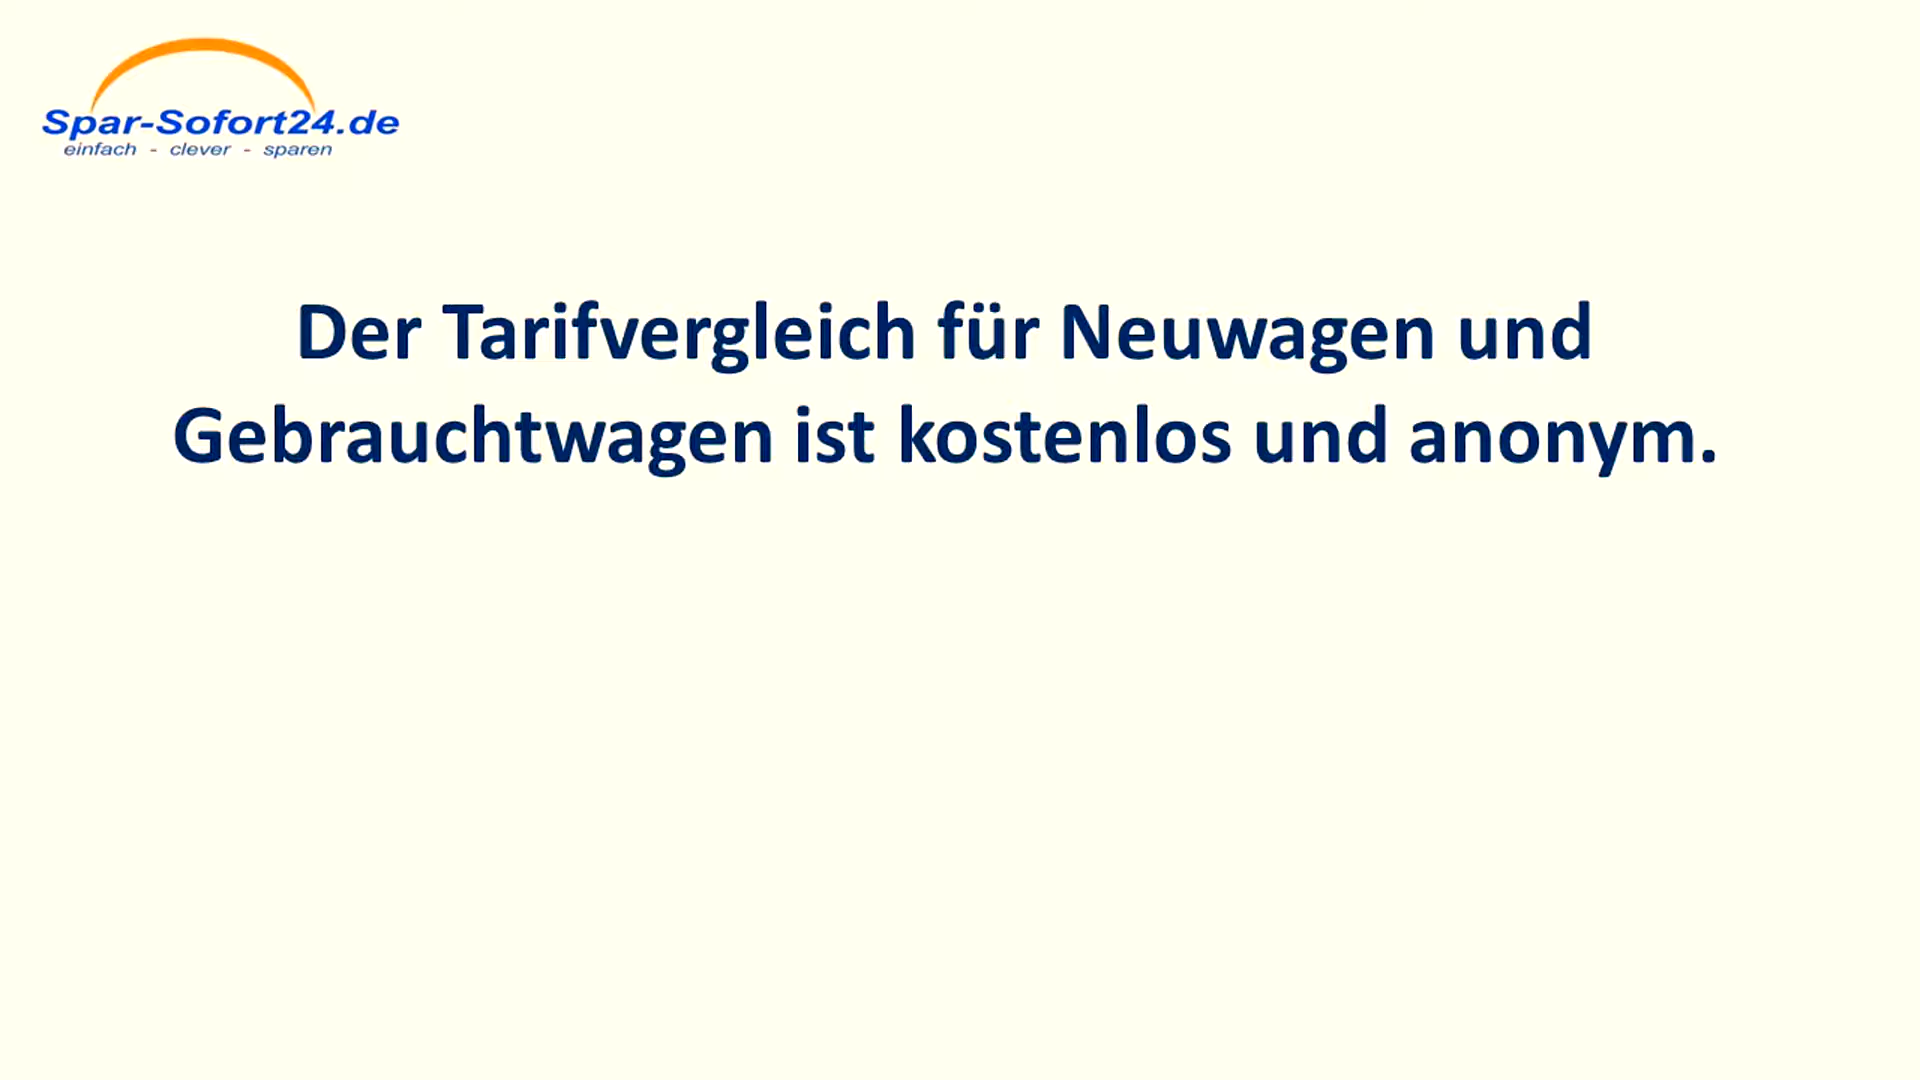 Spar-Sofort24.de
einfach - clever - sparen
Der Tarifvergleich für Neuwagen und
Gebrauchtwagen ist kostenlos und anonym.